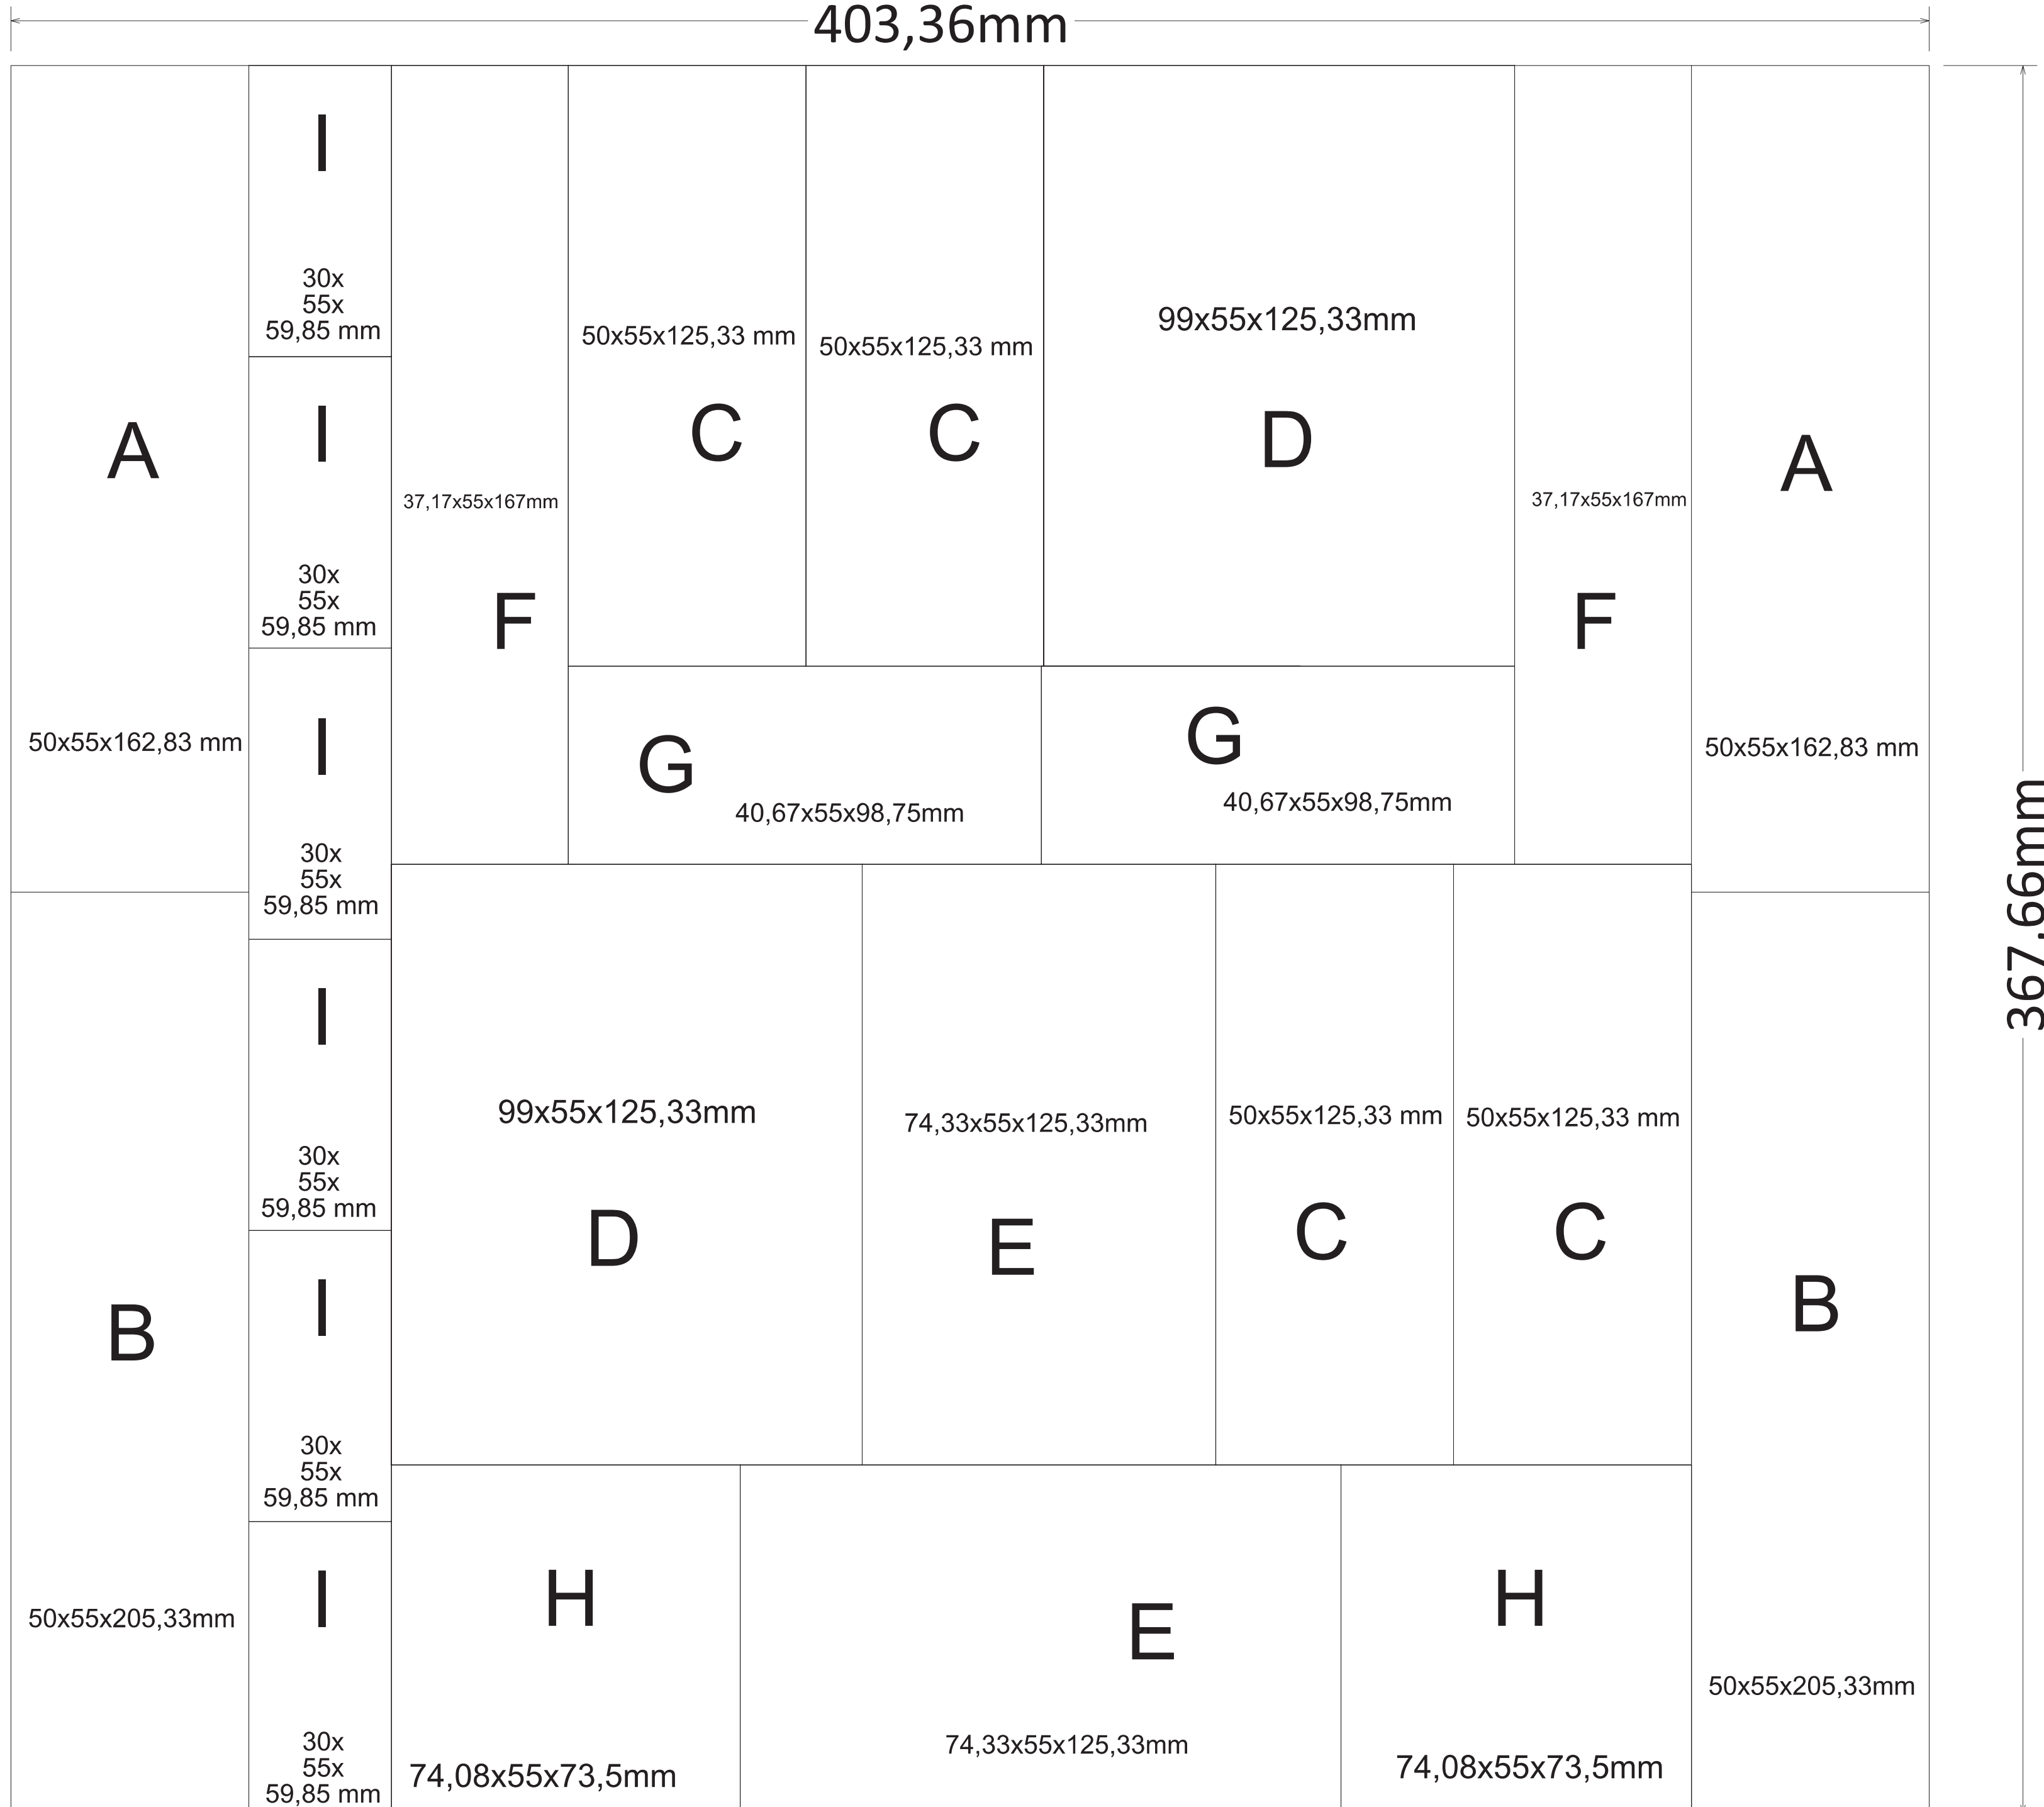 403,36mm
I
30x
55x
59,85 mm
99x55x125,33mm
50x55x125,33 mm
50x55x125,33 mm
I
C
C
D
A
A
37,17x55x167mm
37,17x55x167mm
30x
55x
59,85 mm
F
F
I
G
G
50x55x162,83 mm
50x55x162,83 mm
40,67x55x98,75mm
40,67x55x98,75mm
367.66mm
30x
55x
59,85 mm
I
99x55x125,33mm
74,33x55x125,33mm
50x55x125,33 mm
50x55x125,33 mm
30x
55x
59,85 mm
D
E
C
C
B
I
B
30x
55x
59,85 mm
I
H
E
H
50x55x205,33mm
50x55x205,33mm
30x
55x
59,85 mm
74,08x55x73,5mm
74,33x55x125,33mm
74,08x55x73,5mm